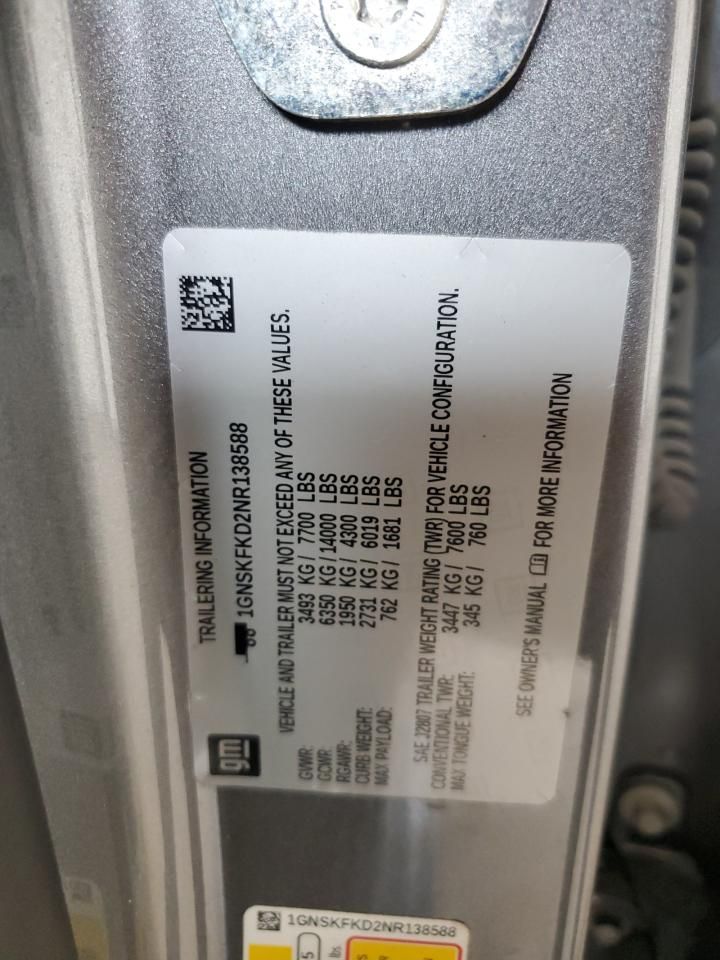 gm
TRAILERING INFORMATION
1GNSKFKD2NR138588
VEHICLE AND TRAILER MUST NOT EXCEED ANY OF THESE VALUES.
GVWR: 3493 KG / 7700 LBS
GCWR: 6350 KG / 14000 LBS
RGAWR: 1950 KG / 4300 LBS
CURB WEIGHT: 2731 KG / 6019 LBS
MAX PAYLOAD: 762 KG / 1681 LBS
SAE J2807 TRAILER WEIGHT RATING (TWR) FOR VEHICLE CONFIGURATION.
CONVENTIONAL TWR: 3447 KG / 7600 LBS
MAX TONGUE WEIGHT: 345 KG / 760 LBS
SEE OWNER'S MANUAL FOR MORE INFORMATION
1GNSKFKD2NR138588
5
lbs